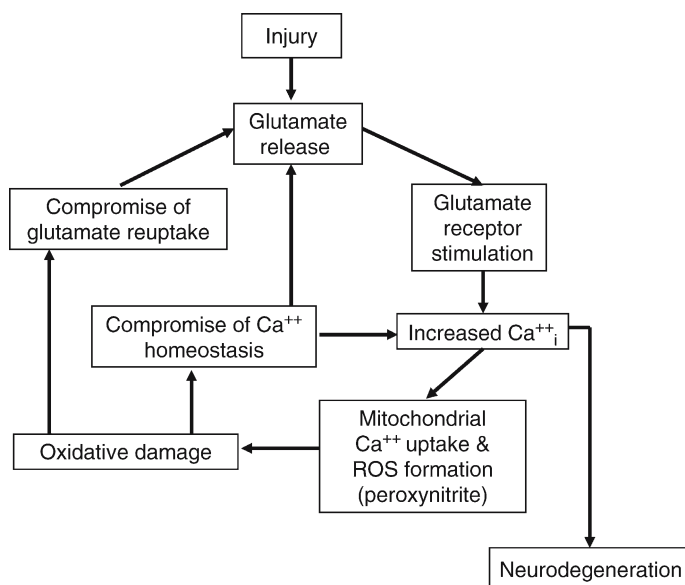 Injury
Glutamate
release
Compromise of
glutamate reuptake
Glutamate
receptor
stimulation
Compromise of Ca++
homeostasis
Increased Ca++i
Mitochondrial
Ca++ uptake &
ROS formation
(peroxynitrite)
Oxidative damage
Neurodegeneration